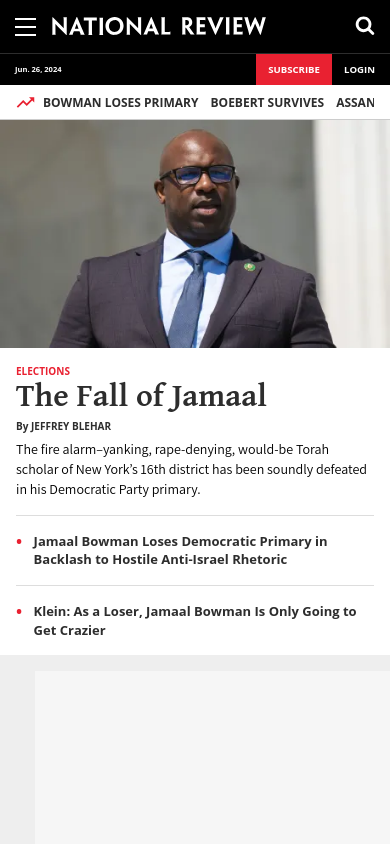 NATIONAL REVIEW
Jun. 26, 2024
SUBSCRIBE
LOGIN
BOWMAN LOSES PRIMARY BOEBERT SURVIVES ASSAN
ELECTIONS
The Fall of Jamaal
By JEFFREY BLEHAR
The fire alarm–yanking, rape-denying, would-be Torah
scholar of New York’s 16th district has been soundly defeated
in his Democratic Party primary.
Jamaal Bowman Loses Democratic Primary in
Backlash to Hostile Anti-Israel Rhetoric
Klein: As a Loser, Jamaal Bowman Is Only Going to
Get Crazier